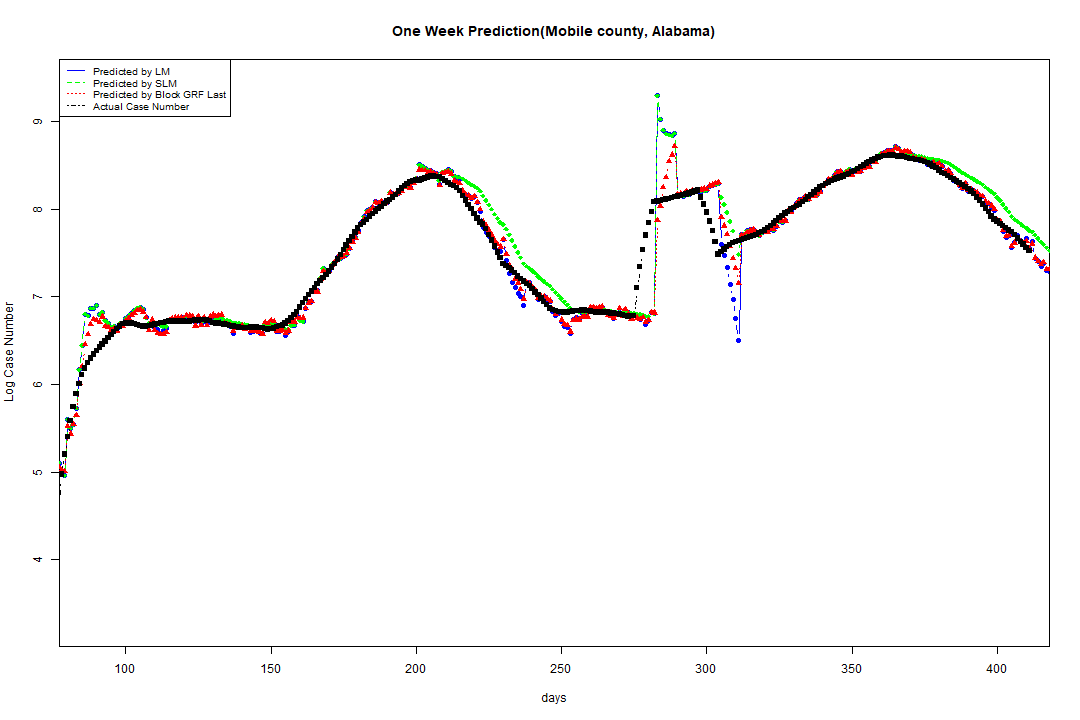 One Week Prediction(Mobile county, Alabama)
Predicted by LM
Predicted by SLM
Predicted by Block GRF Last
Actual Case Number
9
8
7
6
5
4
Log Case Number
100 150 200 250 300 350 400
days